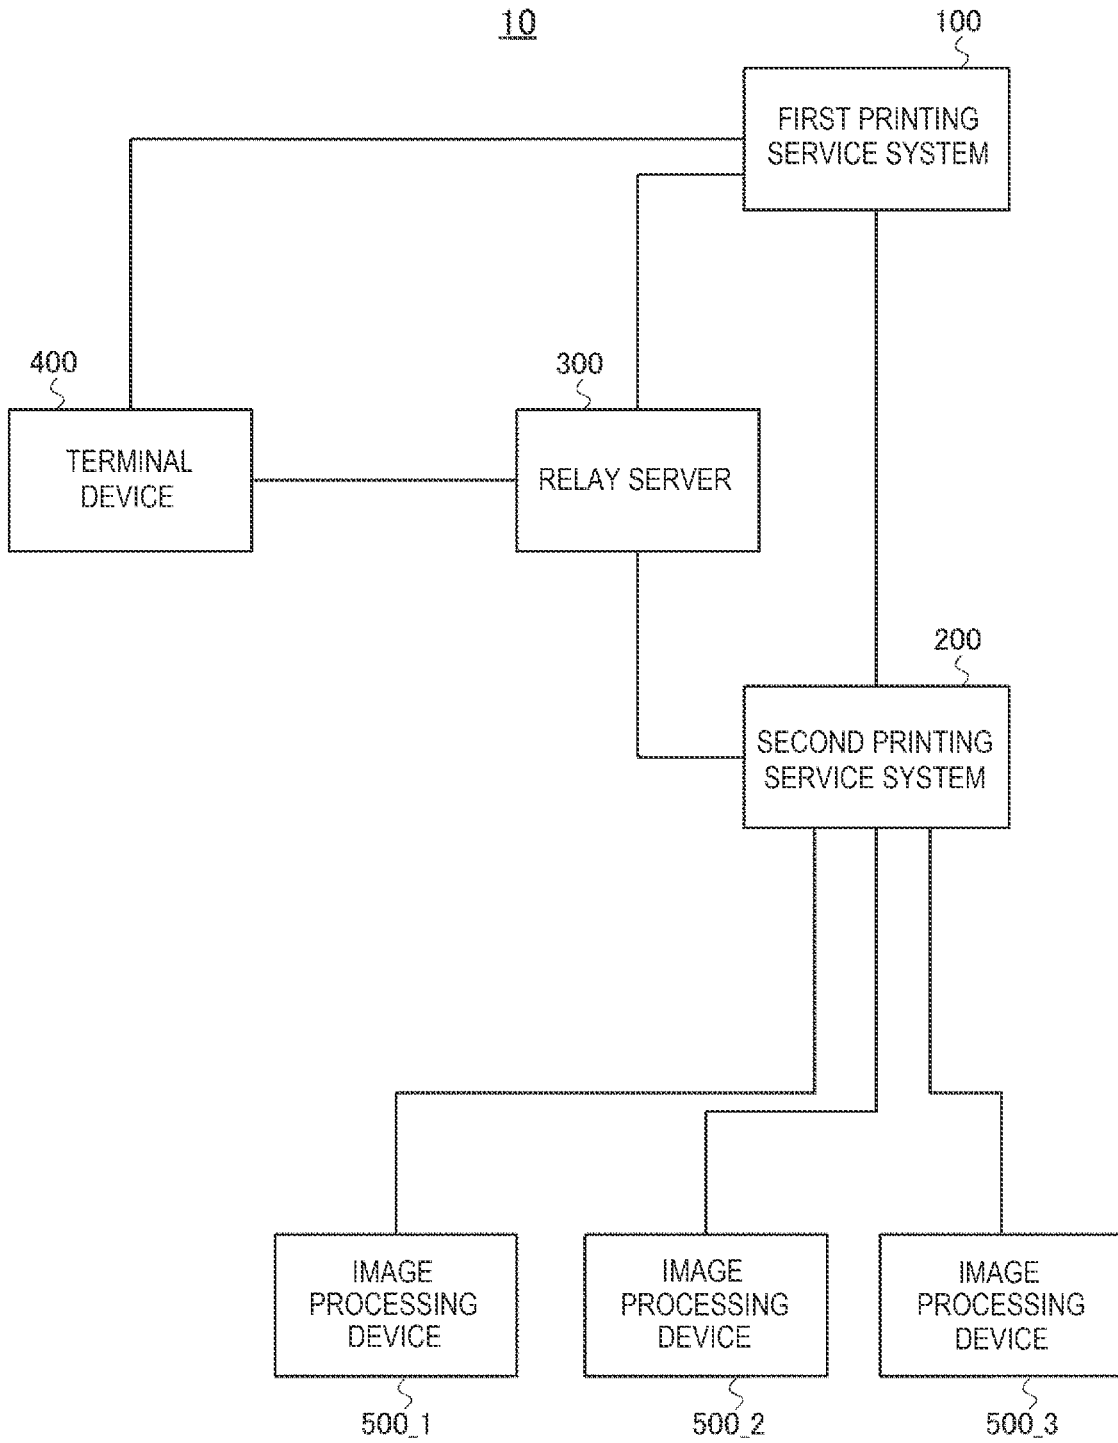 10
100
FIRST PRINTING
SERVICE SYSTEM
400
TERMINAL
DEVICE
300
RELAY SERVER
200
SECOND PRINTING
SERVICE SYSTEM
IMAGE
PROCESSING
DEVICE
500_1
IMAGE
PROCESSING
DEVICE
500_2
IMAGE
PROCESSING
DEVICE
500_3